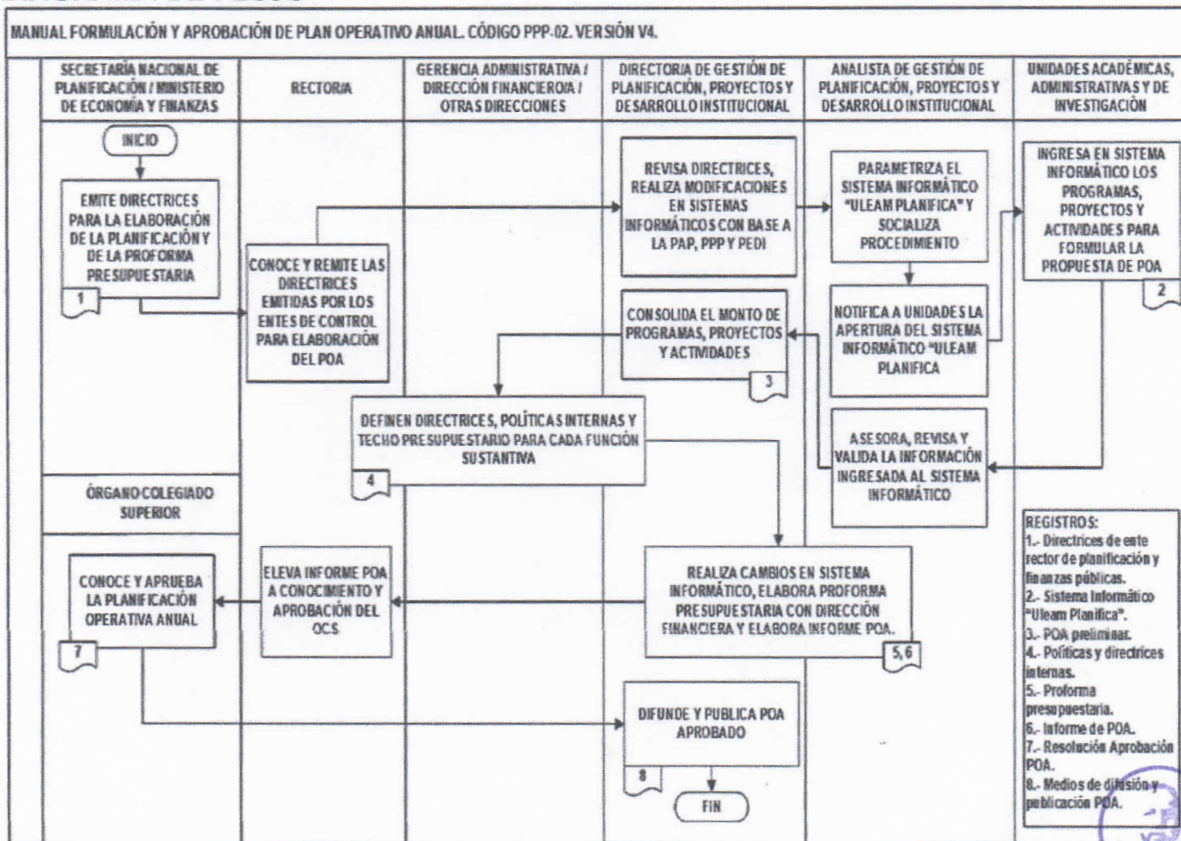 MANUAL FORMULACIÓN Y APROBACIÓN DE PLAN OPERATIVO ANUAL. CÓDIGO PPP-02. VERSIÓN V4.
SECRETARÍA NACIONAL DE
PLANIFICACIÓN / MINISTERIO
DE ECONOMÍA Y FINANZAS
RECTOR/A
GERENCIA ADMINISTRATIVA /
DIRECCIÓN FINANCIERO/A /
OTRAS DIRECCIONES
DIRECTOR/A DE GESTIÓN DE
PLANIFICACIÓN, PROYECTOS Y
DESARROLLO INSTITUCIONAL
ANALISTA DE GESTIÓN DE
PLANIFICACIÓN, PROYECTOS Y
DESARROLLO INSTITUCIONAL
UNIDADES ACADÉMICAS,
ADMINISTRATIVAS Y DE
INVESTIGACIÓN
INICIO
EMITE DIRECTRICES
PARA LA ELABORACIÓN
DE LA PLANIFICACIÓN Y
DE LA PROFORMA
PRESUPUESTARIA
1
CONOCE Y REMITE LAS
DIRECTRICES
EMITIDAS POR LOS
ENTES DE CONTROL
PARA ELABORACIÓN
DEL POA
REVISA DIRECTRICES,
REALIZA MODIFICACIONES
EN SISTEMAS
INFORMÁTICOS CON BASE A
LA PAP, PPP Y PEDI
PARAMETRIZA EL
SISTEMA INFORMÁTICO
"ULEAM PLANIFICA" Y
SOCIALIZA
PROCEDIMIENTO
INGRESA EN SISTEMA
INFORMÁTICO LOS
PROGRAMAS,
PROYECTOS Y
ACTIVIDADES PARA
FORMULAR LA
PROPUESTA DE POA
2
CONSOLIDA EL MONTO DE
PROGRAMAS, PROYECTOS
Y ACTIVIDADES
3
NOTIFICA A UNIDADES LA
APERTURA DEL SISTEMA
INFORMÁTICO "ULEAM
PLANIFICA
DEFINEN DIRECTRICES, POLÍTICAS INTERNAS Y
TECHO PRESUPUESTARIO PARA CADA FUNCIÓN
SUSTANTIVA
4
ASESORA, REVISA Y
VALIDA LA INFORMACIÓN
INGRESADA AL SISTEMA
INFORMÁTICO
ÓRGANO COLEGIADO
SUPERIOR
CONOCE Y APRUEBA
LA PLANIFICACIÓN
OPERATIVA ANUAL
7
ELEVA INFORME POA
A CONOCIMIENTO Y
APROBACIÓN DEL
OCS
REALIZA CAMBIOS EN SISTEMA
INFORMÁTICO, ELABORA PROFORMA
PRESUPUESTARIA CON DIRECCIÓN
FINANCIERA Y ELABORA INFORME POA.
5, 6
DIFUNDE Y PUBLICA POA
APROBADO
8
FIN
REGISTROS:
1.- Directrices de ente
rector de planificación y
finanzas públicas.
2.- Sistema Informático
"Uleam Planifica".
3.- POA preliminar.
4.- Políticas y directrices
internas.
5.- Proforma
presupuestaria.
6.- Informe de POA.
7.- Resolución Aprobación
POA.
8.- Medios de difusión y
publicación POA.